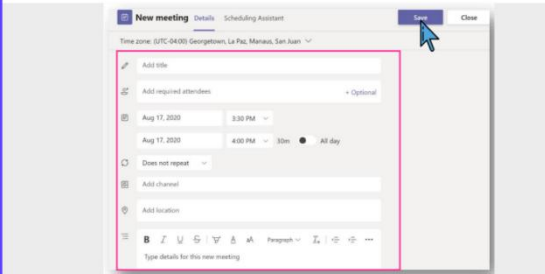 New meeting Details Scheduling Assistant Save Close
Time zone: (UTC-04:00) Georgetown, La Paz, Manaus, San Juan
Add title
Add required attendees + Optional
Aug 17, 2020 3:30 PM
Aug 17, 2020 4:00 PM 30m All day
Does not repeat
Add channel
Add location
B I U S A AA Paragraph
Type details for this new meeting